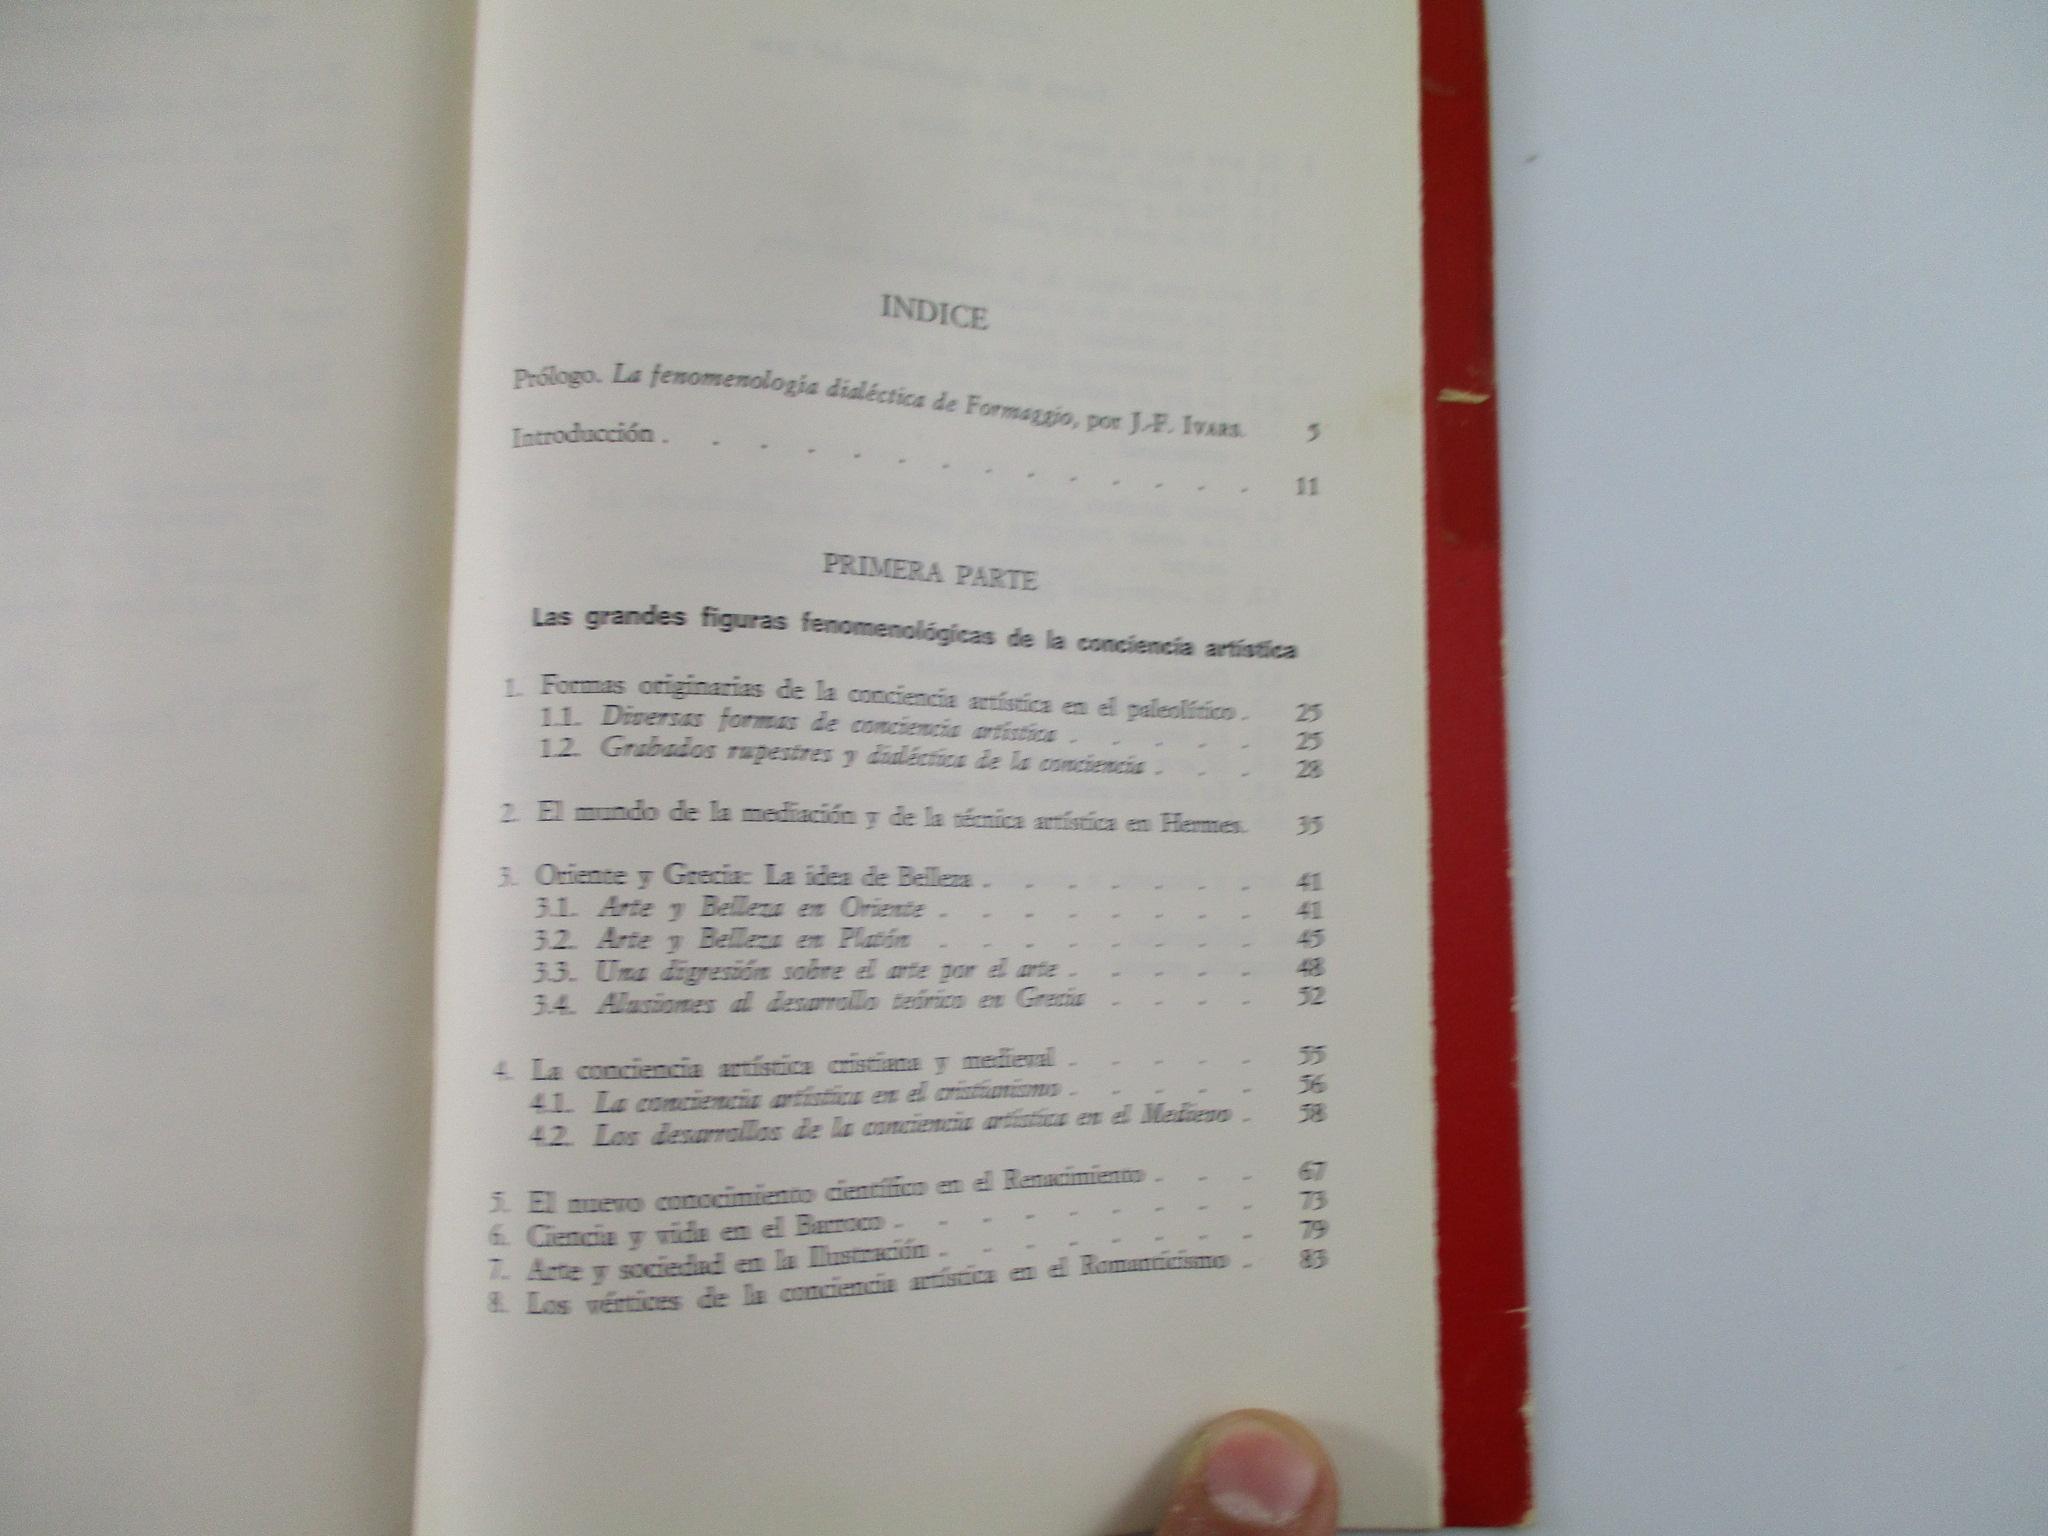 INDICE
Prólogo. La fenomenología dialéctica de Formaggio, por J.-F. IVARS. 5
Introducción . . . . . . . . . . . . . . 11
PRIMERA PARTE
Las grandes figuras fenomenológicas de la conciencia artística
1. Formas originarias de la conciencia artística en el paleolítico . 25
1.1. Diversas formas de conciencia artística . . . . . 25
1.2. Grabados rupestres y dialéctica de la conciencia . . . 28
2. El mundo de la mediación y de la técnica artística en Hermes. 35
3. Oriente y Grecia: La idea de Belleza . . . . . . . 41
3.1. Arte y Belleza en Oriente . . . . . . . . 41
3.2. Arte y Belleza en Platón . . . . . . . . 45
3.3. Una digresión sobre el arte por el arte . . . . . 48
3.4. Alusiones al desarrollo teórico en Grecia . . . . 52
4. La conciencia artística cristiana y medieval . . . . . 55
4.1. La conciencia artística en el cristianismo . . . . . 56
4.2. Los desarrollos de la conciencia artística en el Medievo . 58
5. El nuevo conocimiento científico en el Renacimiento . . . 67
6. Ciencia y vida en el Barroco . . . . . . . . . 73
7. Arte y sociedad en la Ilustración . . . . . . . . 79
8. Los vértices de la conciencia artística en el Romanticismo . 83